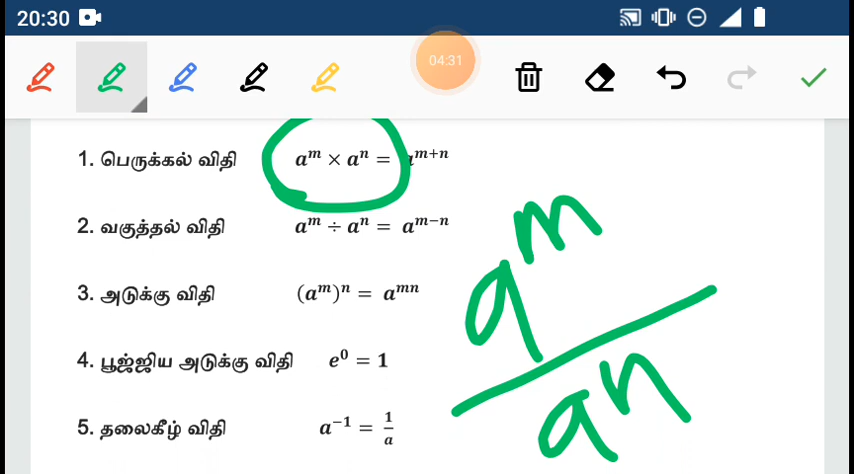 20:30
04:31
1. பெருக்கல் விதி aᵐ × aⁿ = aᵐ⁺ⁿ
2. வகுத்தல் விதி aᵐ ÷ aⁿ = aᵐ⁻ⁿ
3. அடுக்கு விதி (aᵐ)ⁿ = aᵐⁿ
4. பூஜ்ஜிய அடுக்கு விதி e⁰ = 1
5. தலைகீழ் விதி a⁻¹ = 1/a
aᵐ
aⁿ